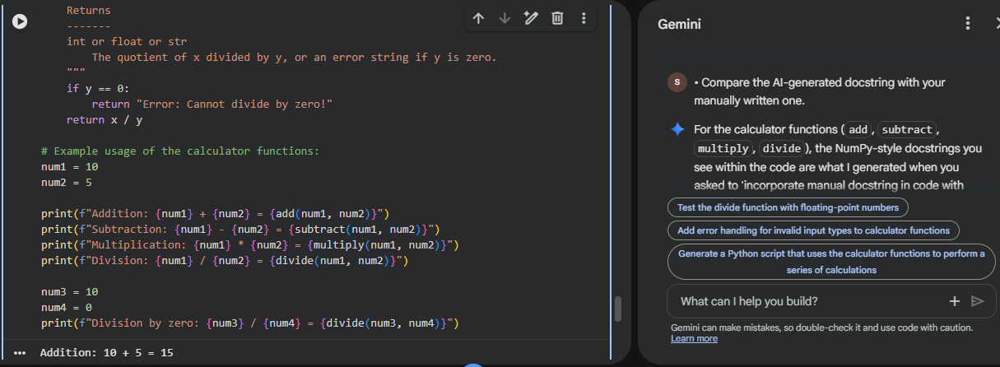 Returns
    -------
    int or float or str
        The quotient of x divided by y, or an error string if y is zero.
    """
    if y == 0:
        return "Error: Cannot divide by zero!"
    return x / y

# Example usage of the calculator functions:
num1 = 10
num2 = 5

print(f"Addition: {num1} + {num2} = {add(num1, num2)}")
print(f"Subtraction: {num1} - {num2} = {subtract(num1, num2)}")
print(f"Multiplication: {num1} * {num2} = {multiply(num1, num2)}")
print(f"Division: {num1} / {num2} = {divide(num1, num2)}")

num3 = 10
num4 = 0
print(f"Division by zero: {num3} / {num4} = {divide(num3, num4)}")
Addition: 10 + 5 = 15
Gemini
S
• Compare the AI-generated docstring with your
manually written one.
For the calculator functions ( add , subtract ,
multiply , divide ), the NumPy-style docstrings you
see within the code are what I generated when you
asked to 'incorporate manual docstring in code with
Test the divide function with floating-point numbers
Add error handling for invalid input types to calculator functions
Generate a Python script that uses the calculator functions to perform a
series of calculations
What can I help you build?
Gemini can make mistakes, so double-check it and use code with caution.
Learn more